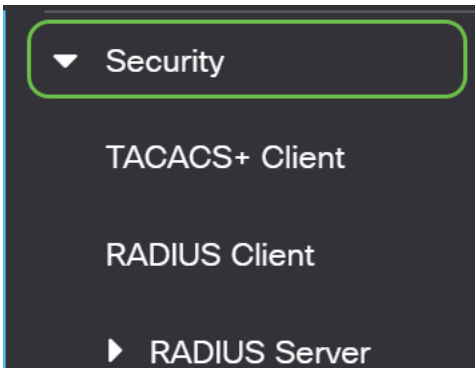 Security
TACACS+ Client
RADIUS Client
RADIUS Server